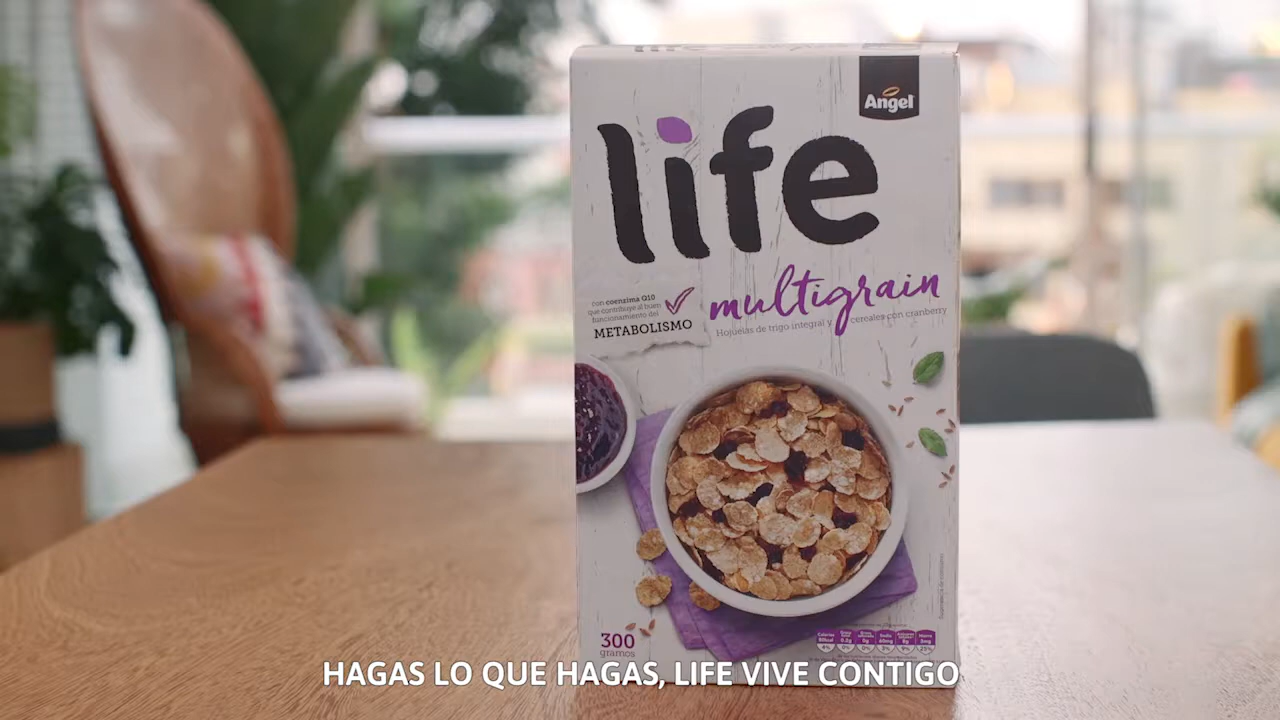 Angel
life
multigrain
Hojuelas de trigo integral y cereales con cranberry
con coenzima Q10
que contribuye al buen
funcionamiento del
METABOLISMO
300
gramos
HAGAS LO QUE HAGAS, LIFE VIVE CONTIGO